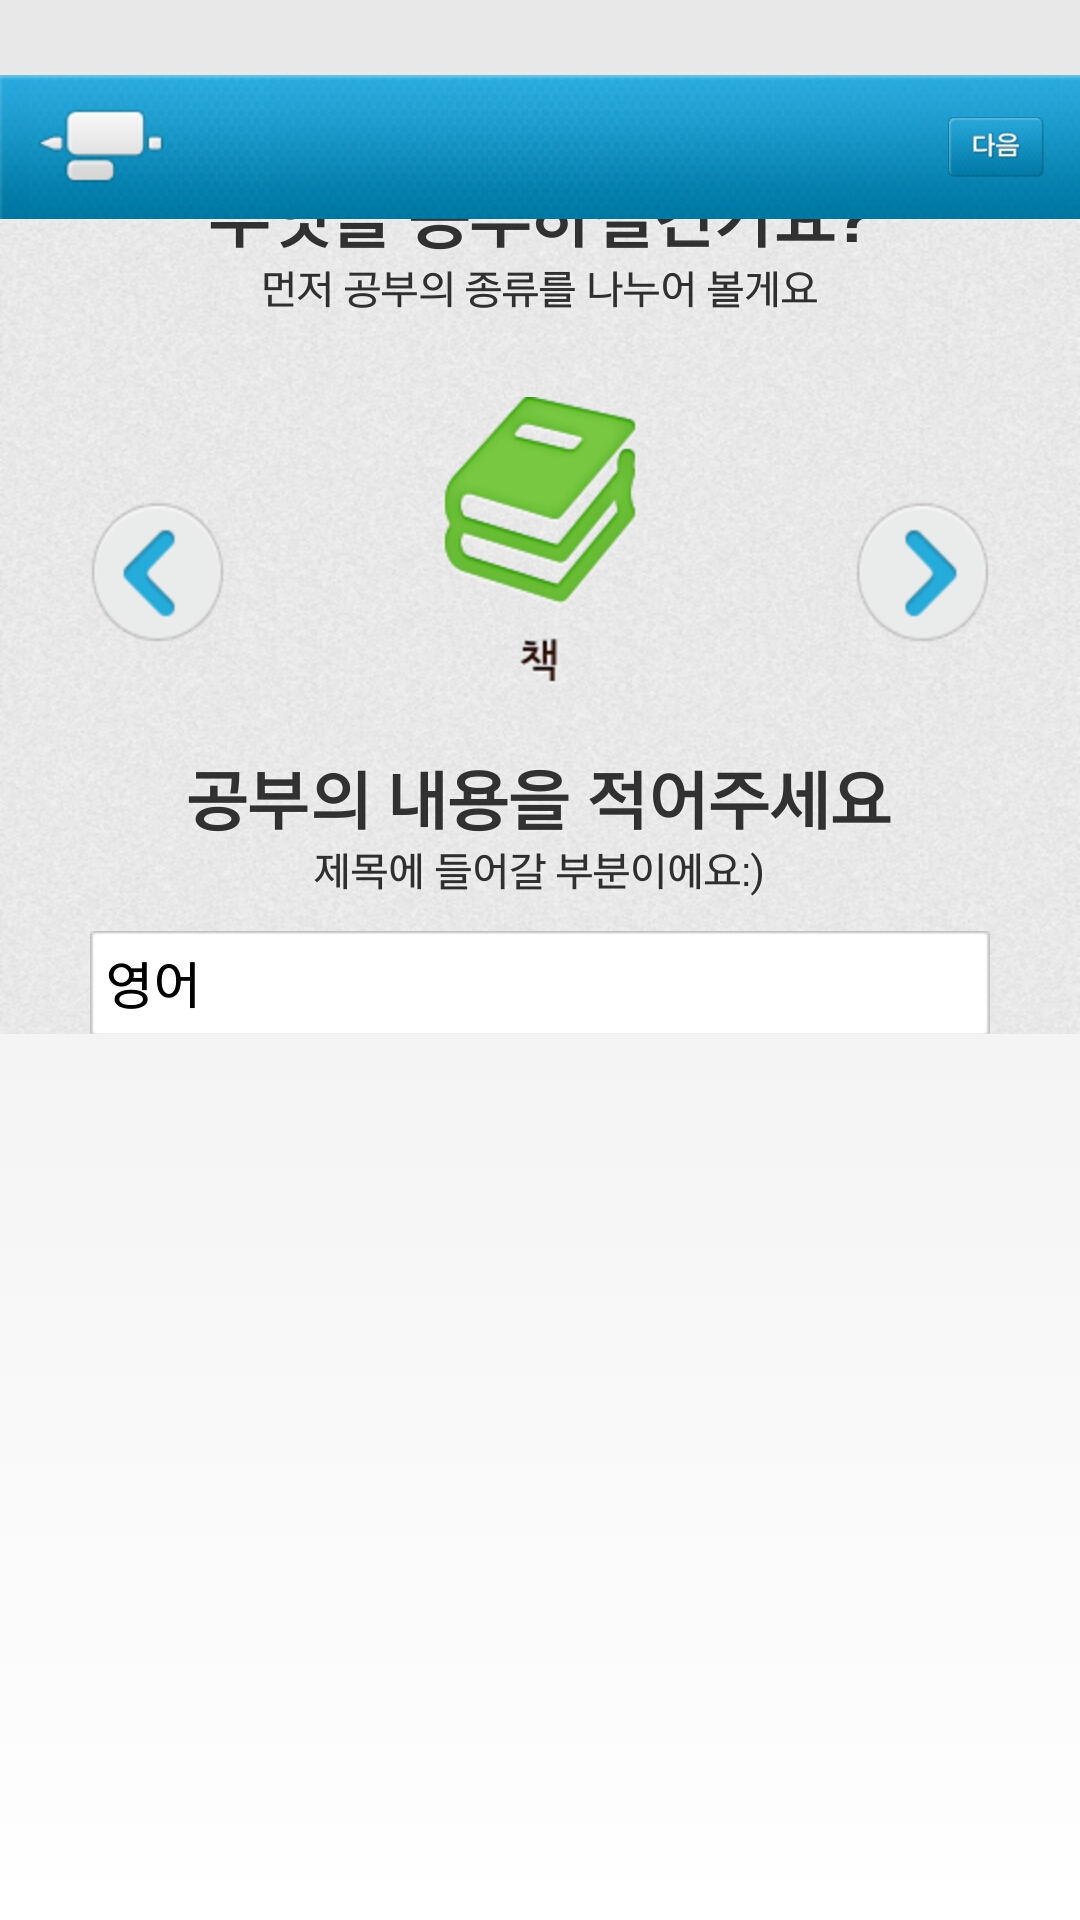 다음
먼저 공부의 종류를 나누어 볼게요
책
공부의 내용을 적어주세요
제목에 들어갈 부분이에요:)
영어